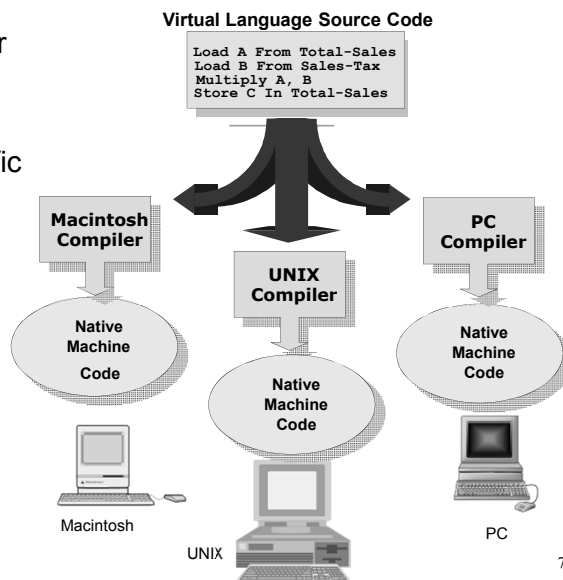 Virtual Language Source Code
r
Load A From Total-Sales
Load B From Sales-Tax
Multiply A, B
Store C In Total-Sales
Macintosh
Compiler
Native
Machine
Code
Macintosh
UNIX
Compiler
Native
Machine
Code
UNIX
PC
Compiler
Native
Machine
Code
PC
7